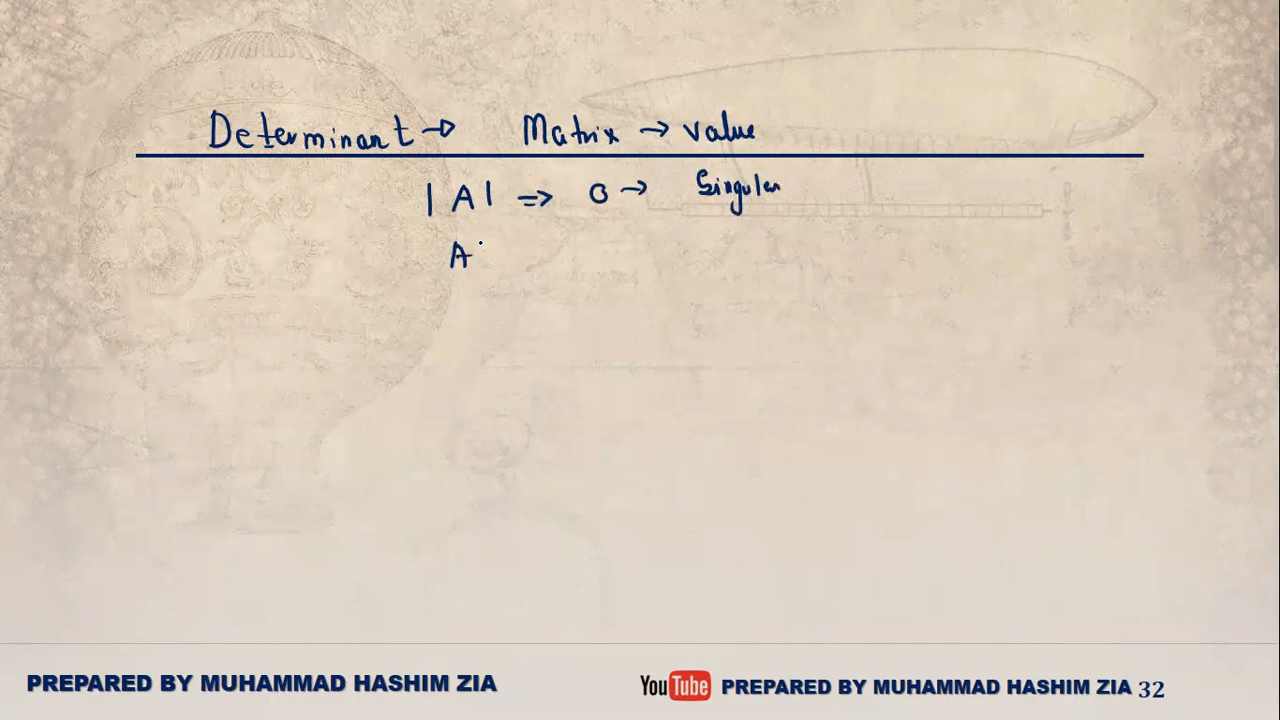 Determinant → Matrix → value
|A| => 0 → Singular
A
PREPARED BY MUHAMMAD HASHIM ZIA
YouTube PREPARED BY MUHAMMAD HASHIM ZIA 32